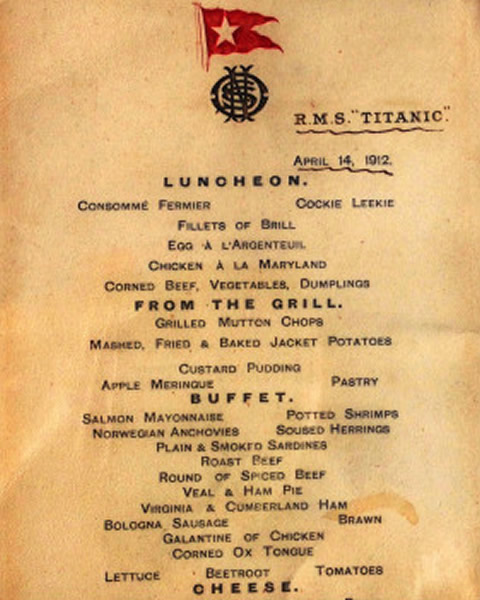 R.M.S. "TITANIC."
APRIL 14, 1912.
LUNCHEON.
CONSOMMÉ FERMIER COCKIE LEEKIE
FILLETS OF BRILL
EGG À L'ARGENTEUIL
CHICKEN À LA MARYLAND
CORNED BEEF, VEGETABLES, DUMPLINGS
FROM THE GRILL.
GRILLED MUTTON CHOPS
MASHED, FRIED & BAKED JACKET POTATOES
CUSTARD PUDDING
APPLE MERINGUE PASTRY
BUFFET.
SALMON MAYONNAISE POTTED SHRIMPS
NORWEGIAN ANCHOVIES SOUSED HERRINGS
PLAIN & SMOKED SARDINES
ROAST BEEF
ROUND OF SPICED BEEF
VEAL & HAM PIE
VIRGINIA & CUMBERLAND HAM
BOLOGNA SAUSAGE BRAWN
GALANTINE OF CHICKEN
CORNED OX TONGUE
LETTUCE BEETROOT TOMATOES
CHEESE.